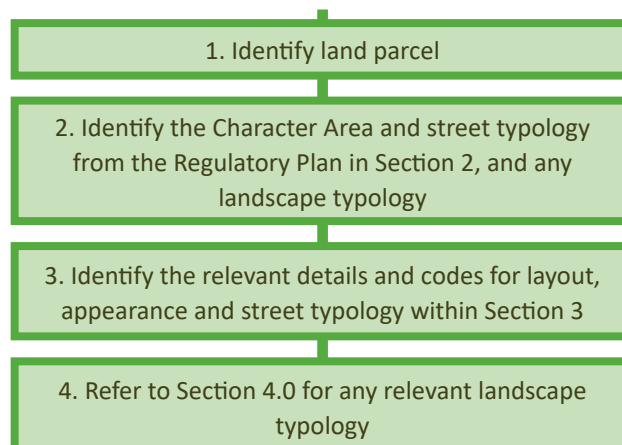 1. Identify land parcel
2. Identify the Character Area and street typology
from the Regulatory Plan in Section 2, and any
landscape typology
3. Identify the relevant details and codes for layout,
appearance and street typology within Section 3
4. Refer to Section 4.0 for any relevant landscape
typology